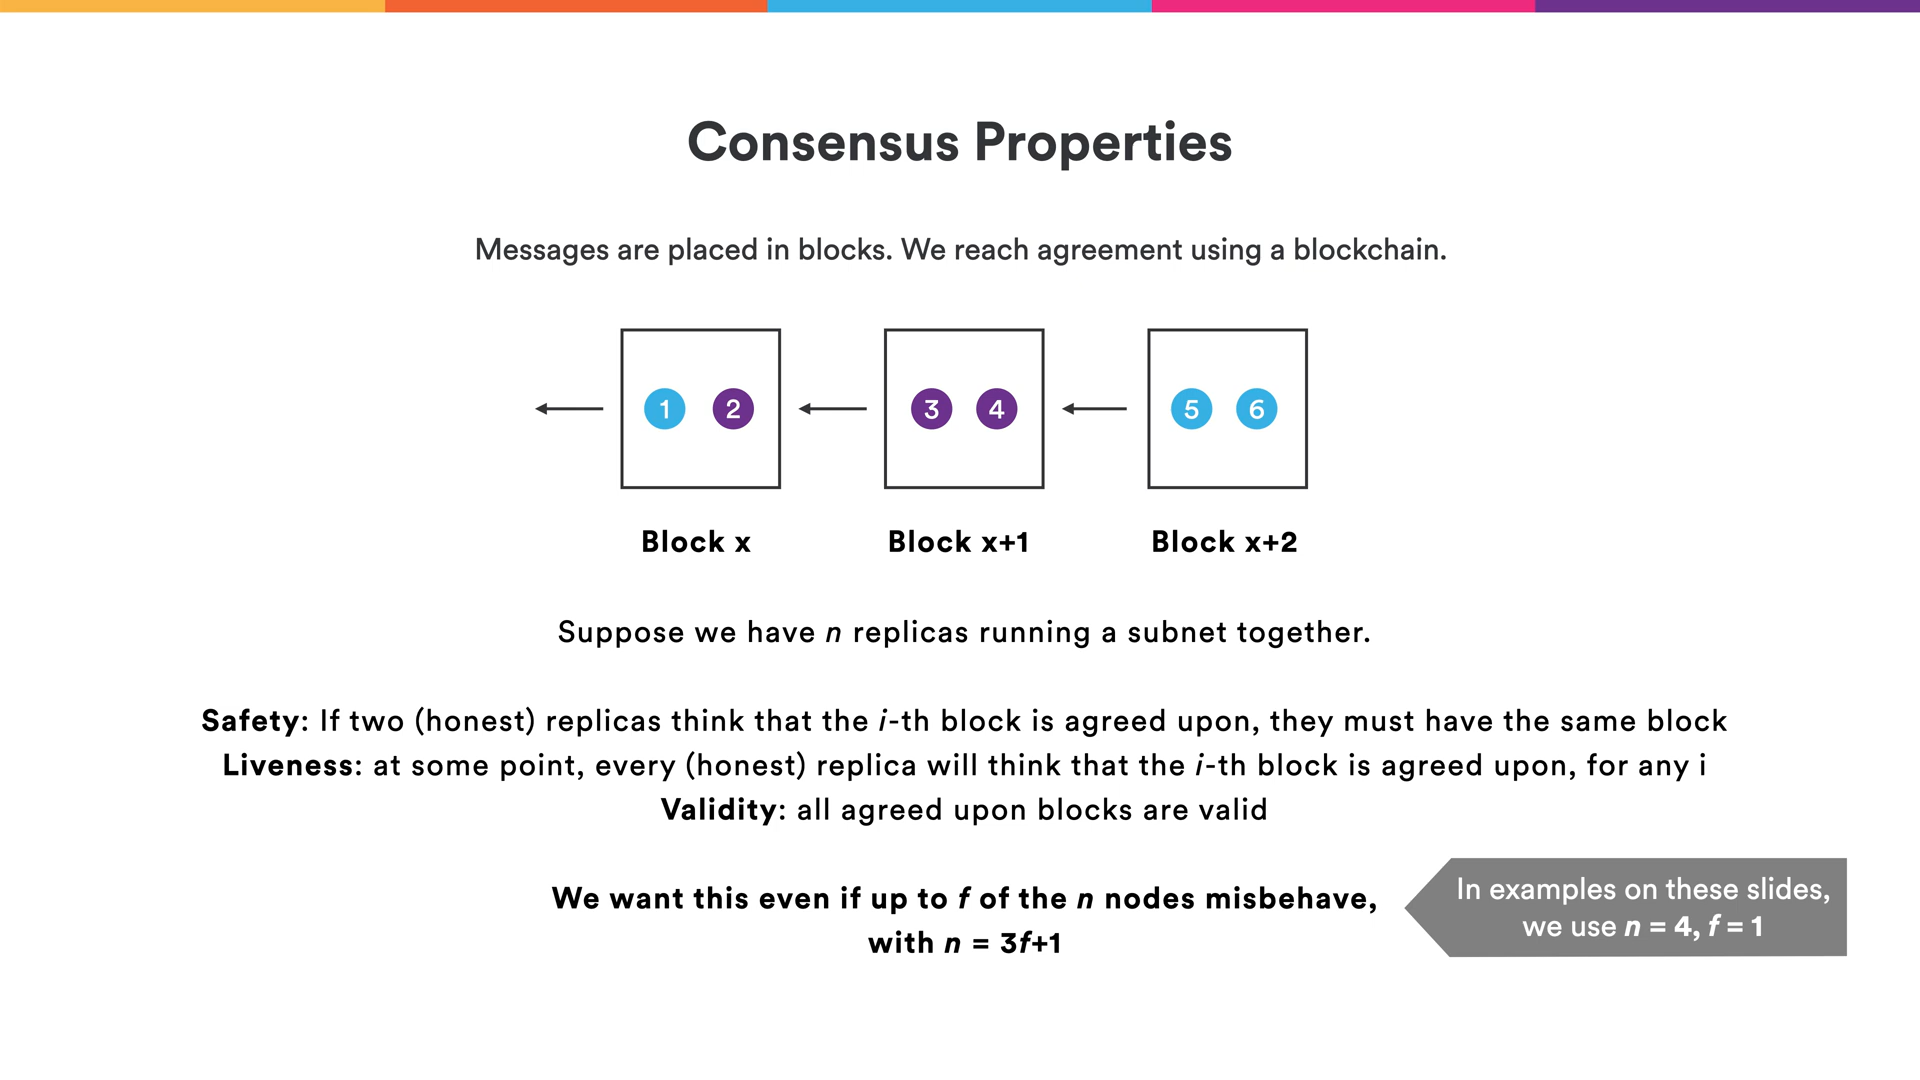 Consensus Properties
Messages are placed in blocks. We reach agreement using a blockchain.
1 2 3 4 5 6
Block x Block x+1 Block x+2
Suppose we have n replicas running a subnet together.
Safety: If two (honest) replicas think that the i-th block is agreed upon, they must have the same block
Liveness: at some point, every (honest) replica will think that the i-th block is agreed upon, for any i
Validity: all agreed upon blocks are valid
We want this even if up to f of the n nodes misbehave,
with n = 3f+1
In examples on these slides,
we use n = 4, f = 1